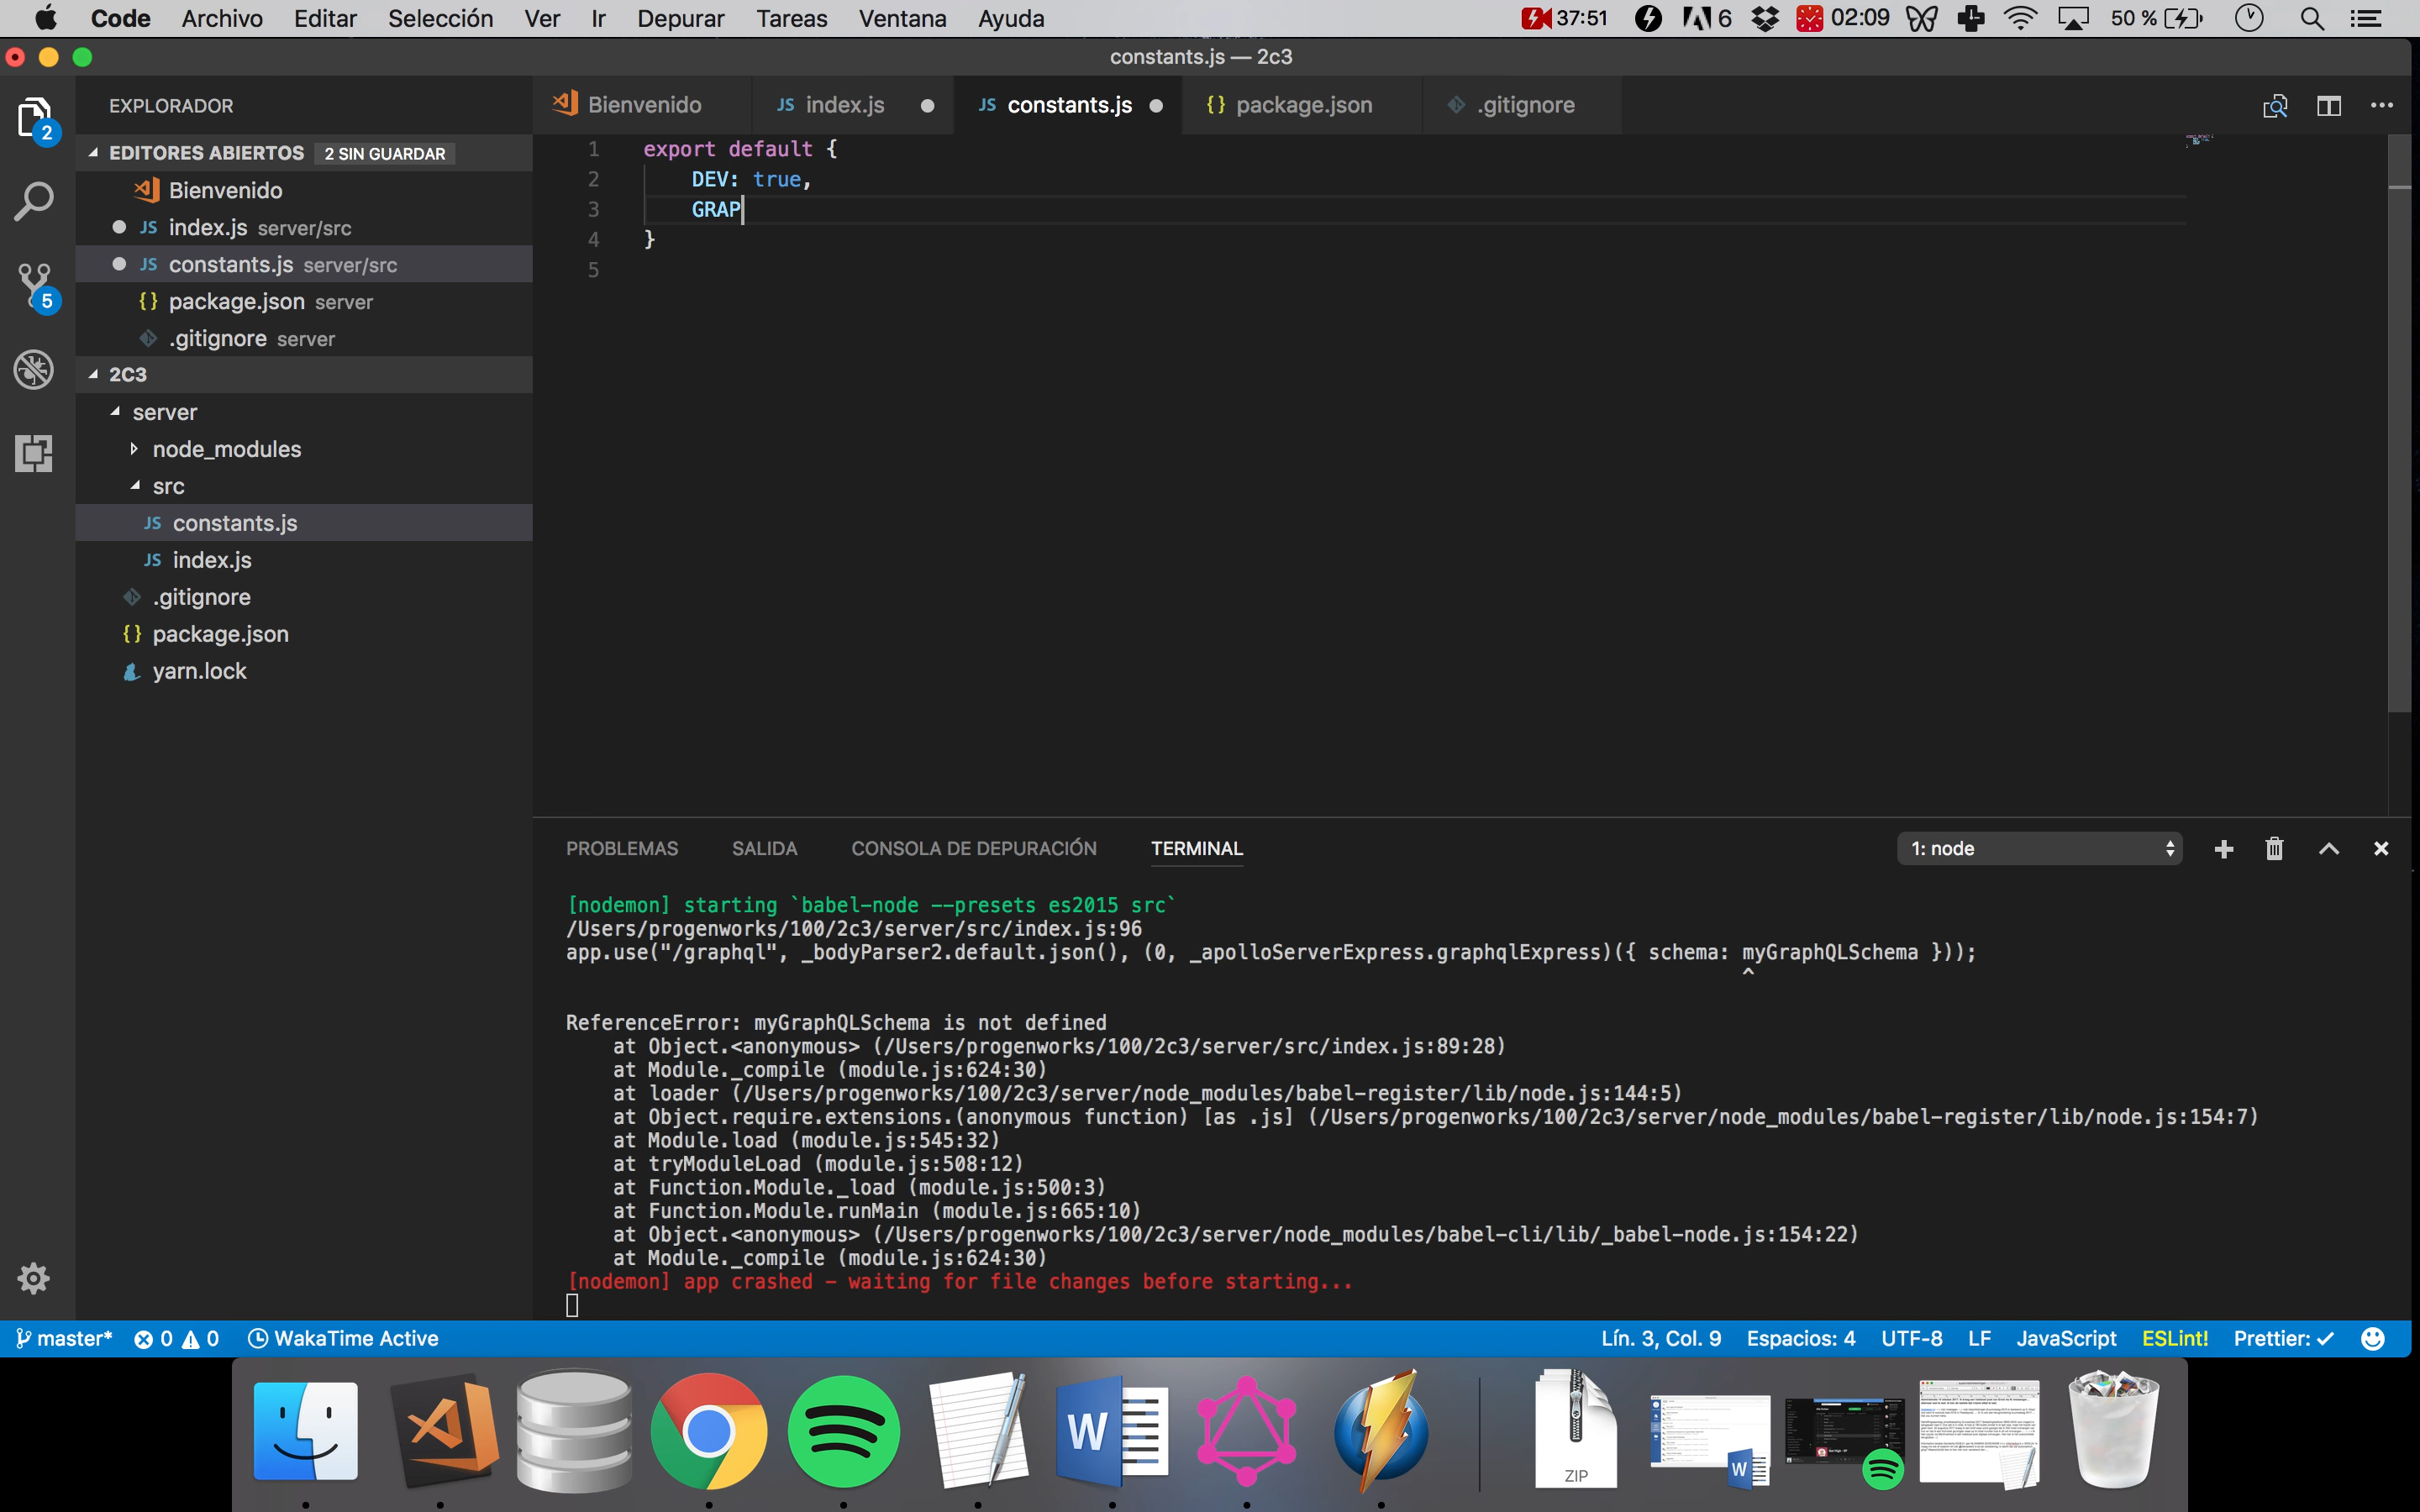 Code Archivo Editar Selección Ver Ir Depurar Tareas Ventana Ayuda 37:51 6 02:09 50 %
constants.js — 2c3
EXPLORADOR
EDITORES ABIERTOS 2 SIN GUARDAR
Bienvenido
JS index.js server/src
JS constants.js server/src
{} package.json server
.gitignore server
2C3
server
node_modules
src
JS constants.js
JS index.js
.gitignore
{} package.json
yarn.lock
2
5
Bienvenido JS index.js JS constants.js {} package.json .gitignore
1 export default {
2 DEV: true,
3 GRAP
4 }
5
PROBLEMAS SALIDA CONSOLA DE DEPURACIÓN TERMINAL 1: node
[nodemon] starting `babel-node --presets es2015 src`
/Users/progenworks/100/2c3/server/src/index.js:96
app.use("/graphql", _bodyParser2.default.json(), (0, _apolloServerExpress.graphqlExpress)({ schema: myGraphQLSchema }));
^
ReferenceError: myGraphQLSchema is not defined
at Object.<anonymous> (/Users/progenworks/100/2c3/server/src/index.js:89:28)
at Module._compile (module.js:624:30)
at loader (/Users/progenworks/100/2c3/server/node_modules/babel-register/lib/node.js:144:5)
at Object.require.extensions.(anonymous function) [as .js] (/Users/progenworks/100/2c3/server/node_modules/babel-register/lib/node.js:154:7)
at Module.load (module.js:545:32)
at tryModuleLoad (module.js:508:12)
at Function.Module._load (module.js:500:3)
at Function.Module.runMain (module.js:665:10)
at Object.<anonymous> (/Users/progenworks/100/2c3/server/node_modules/babel-cli/lib/_babel-node.js:154:22)
at Module._compile (module.js:624:30)
[nodemon] app crashed - waiting for file changes before starting...
master* 0 0 WakaTime Active Lín. 3, Col. 9 Espacios: 4 UTF-8 LF JavaScript ESLint! Prettier: ✓
W
ZIP
W